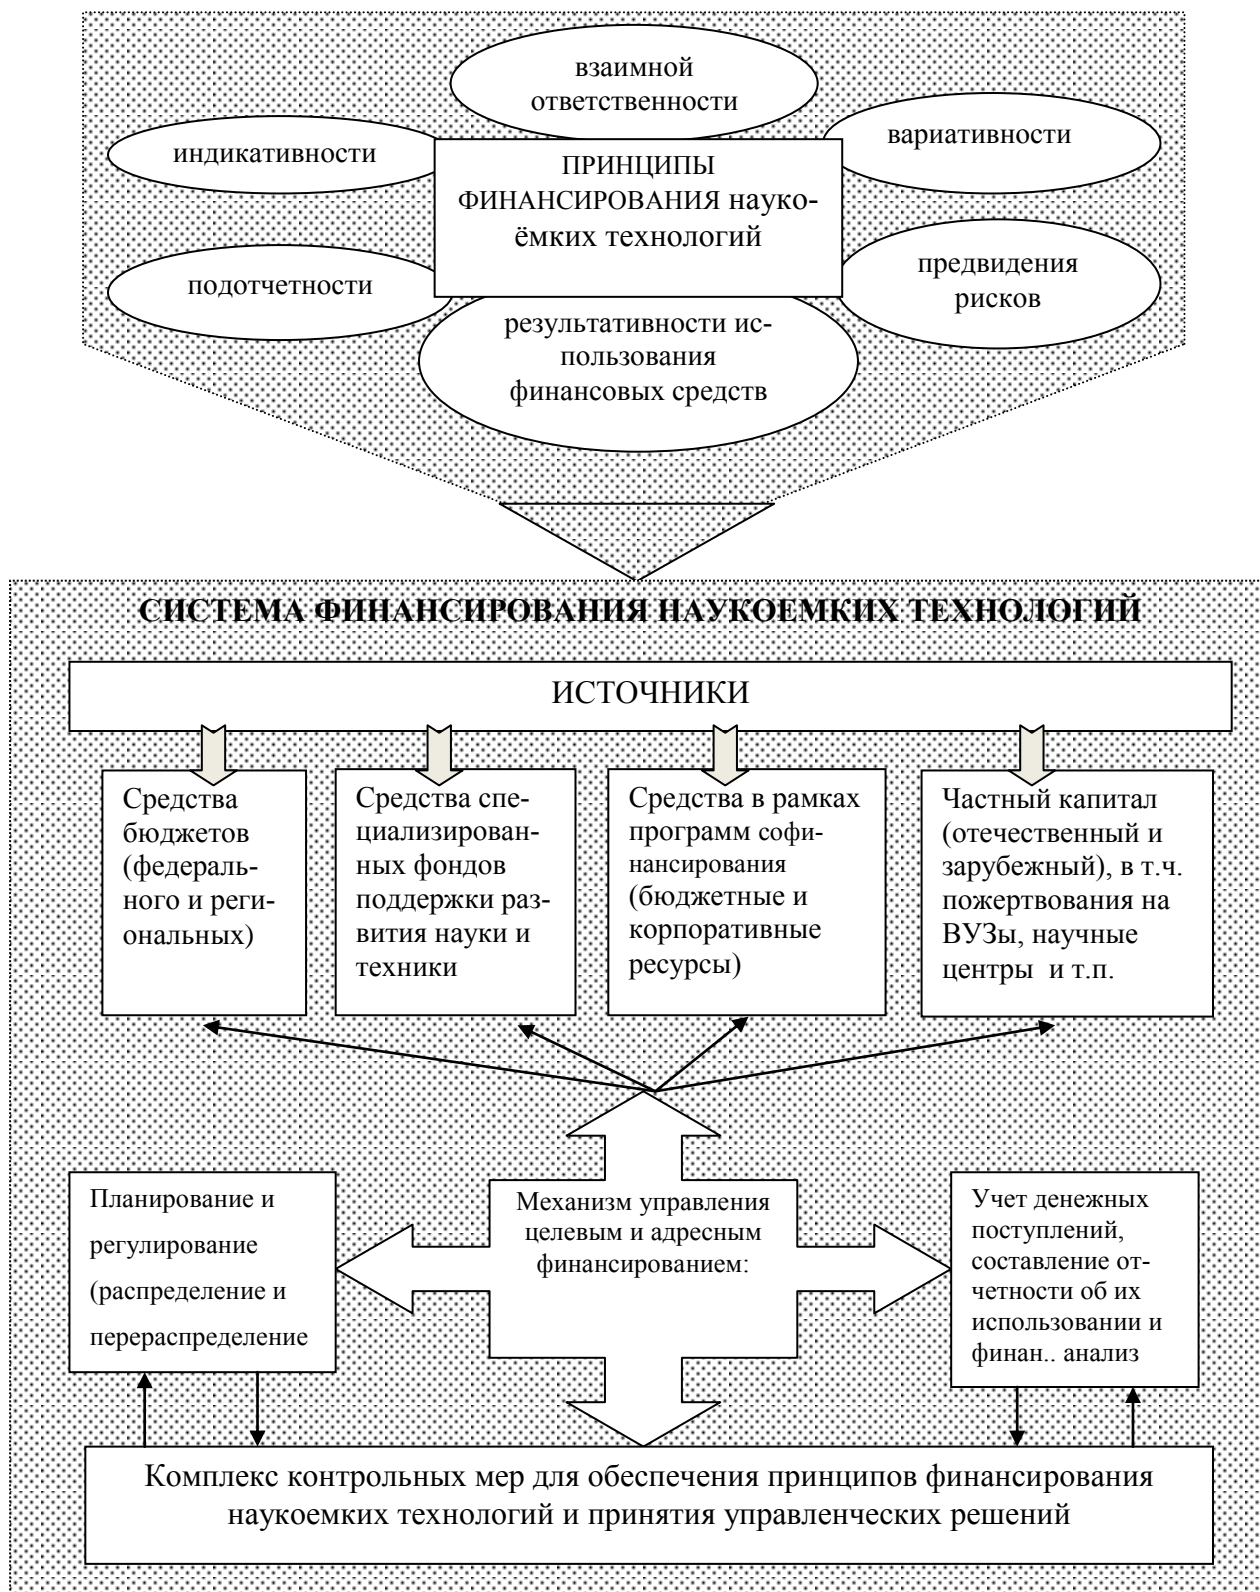 взаимной
ответственности
вариативности
индикативности
ПРИНЦИПЫ
ФИНАНСИРОВАНИЯ науко-
ёмких технологий
предвидения
рисков
подотчетности
результативности ис-
пользования
финансовых средств
СИСТЕМА ФИНАНСИРОВАНИЯ НАУКОЕМКИХ ТЕХНОЛОГИЙ
ИСТОЧНИКИ
Средства
бюджетов
(федераль-
ного и реги-
ональных)
Средства спе-
циализирован-
ных фондов
поддержки раз-
вития науки и
техники
Средства в рамках
программ софи-
нансирования
(бюджетные и
корпоративные
ресурсы)
Частный капитал
(отечественный и
зарубежный), в т.ч.
пожертвования на
ВУЗы, научные
центры и т.п.
Планирование и
регулирование
(распределение и
перераспределение
Механизм управления
целевым и адресным
финансированием:
Учет денежных
поступлений,
составление от-
четности об их
использовании и
финан.. анализ
Комплекс контрольных мер для обеспечения принципов финансирования
наукоемких технологий и принятия управленческих решений